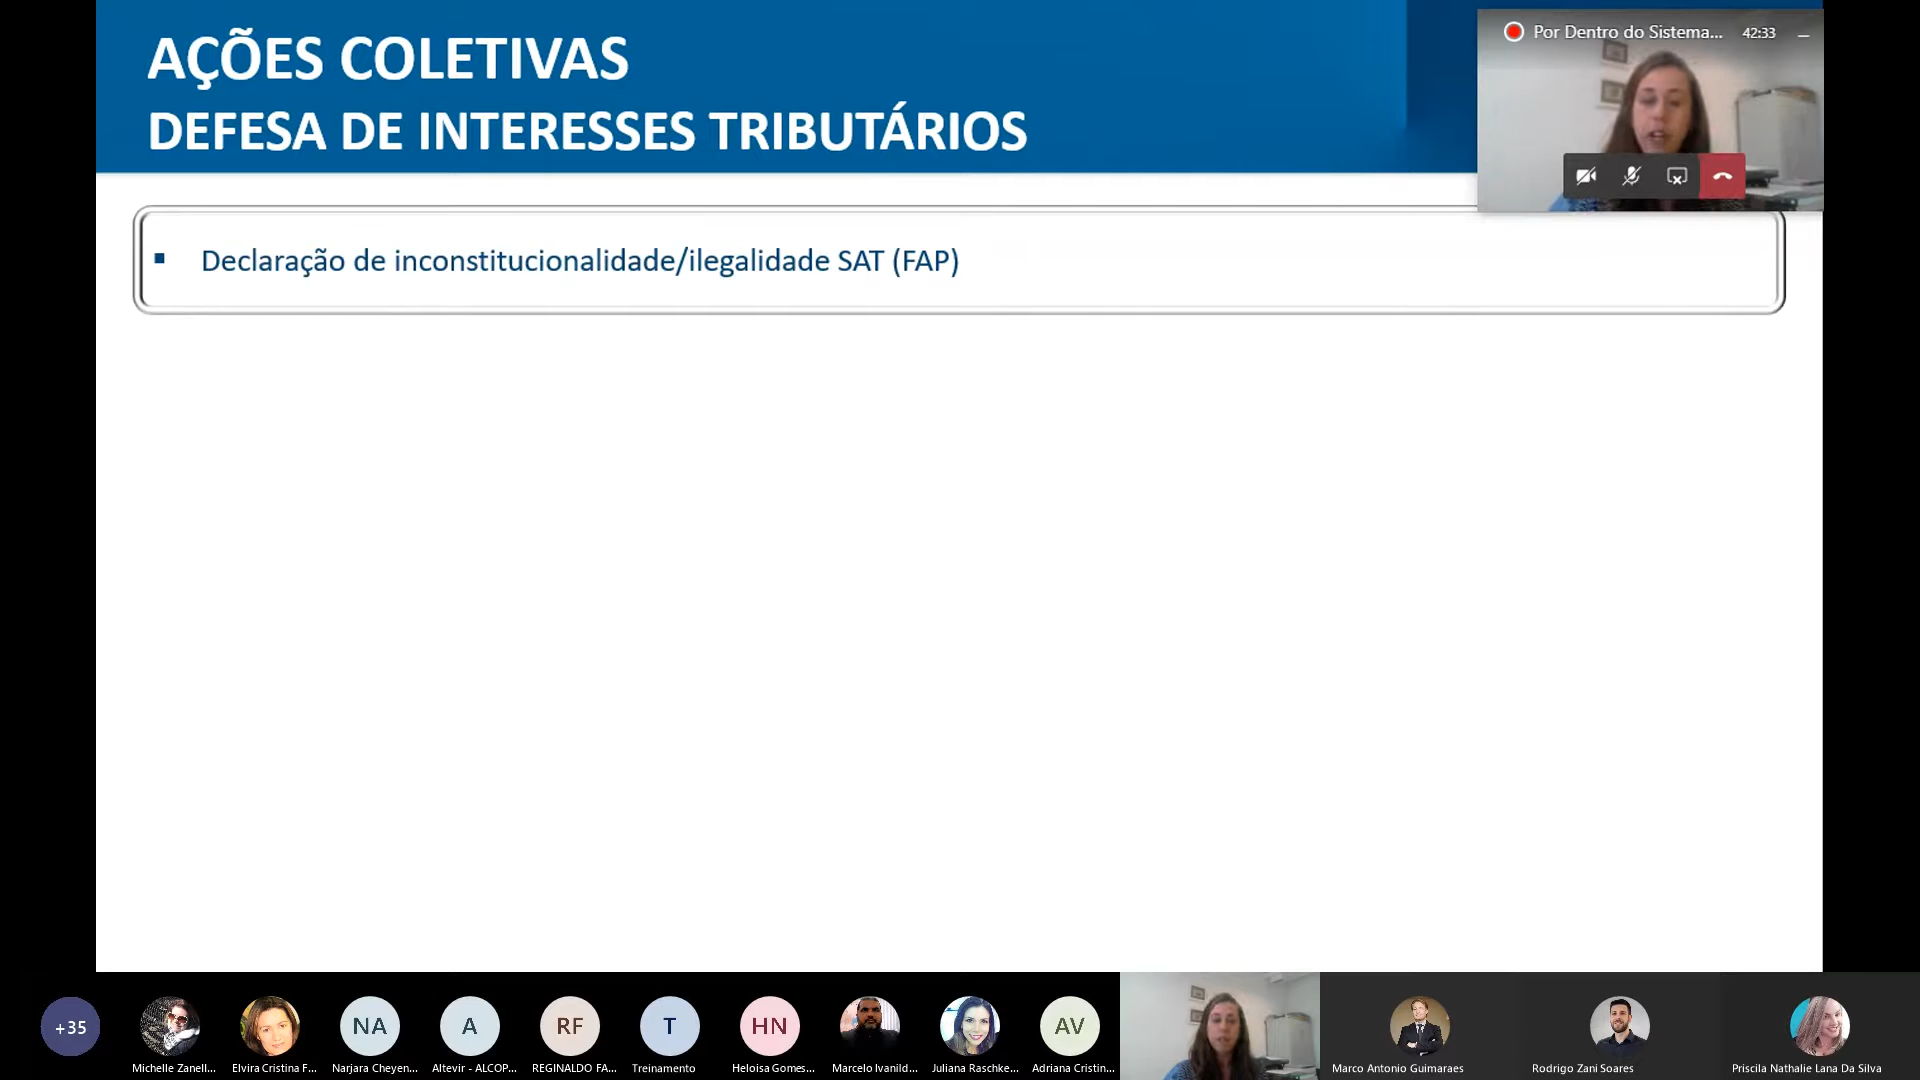 AÇÕES COLETIVAS
DEFESA DE INTERESSES TRIBUTÁRIOS
Por Dentro do Sistema... 42:33
Declaração de inconstitucionalidade/ilegalidade SAT (FAP)
+35
NA
A
RF
T
HN
AV
Michelle Zanell...
Elvira Cristina F...
Narjara Cheyen...
Altevir - ALCOP...
REGINALDO FA...
Treinamento
Heloisa Gomes...
Marcelo Ivanild...
Juliana Raschke...
Adriana Cristin...
Marco Antonio Guimaraes
Rodrigo Zani Soares
Priscila Nathalie Lana Da Silva